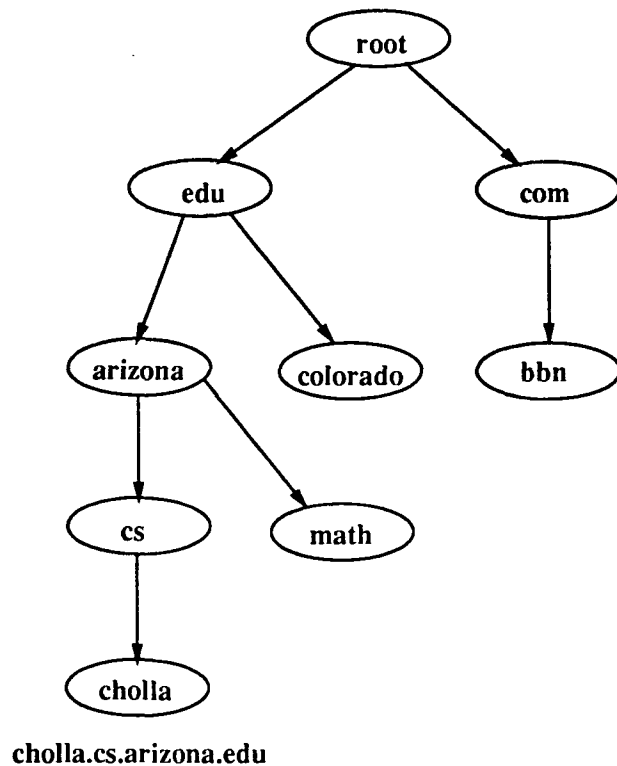 root
edu
com
arizona
colorado
bbn
cs
math
cholla
cholla.cs.arizona.edu